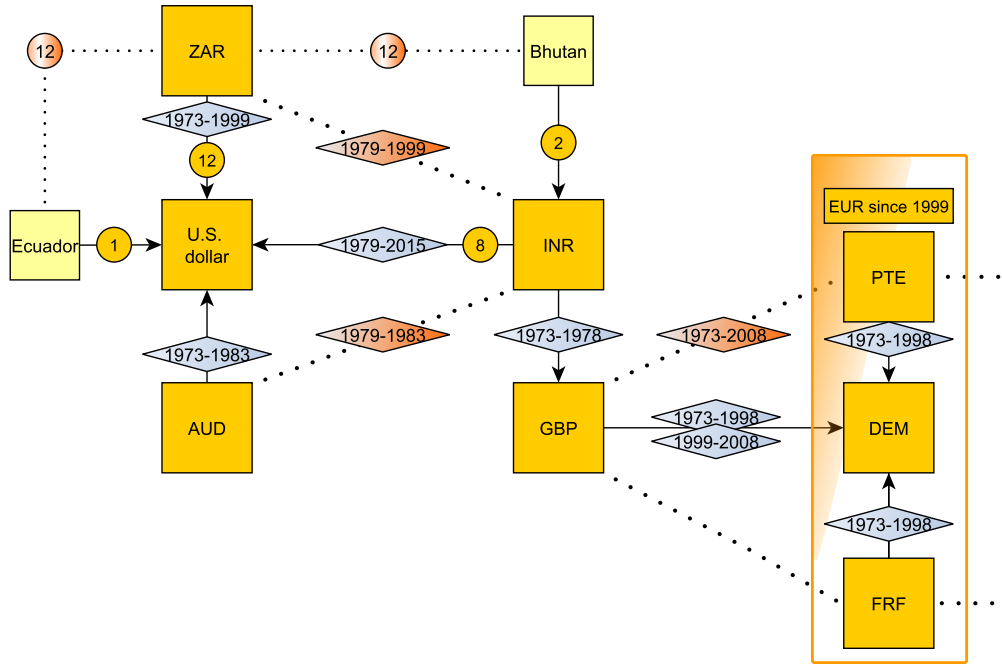 12
ZAR
12
Bhutan
1973-1999
1979-1999
2
12
EUR since 1999
Ecuador
1
U.S.
dollar
1979-2015
8
INR
PTE
1973-1983
1979-1983
1973-1978
1973-2008
1973-1998
AUD
GBP
1973-1998
1999-2008
DEM
1973-1998
FRF